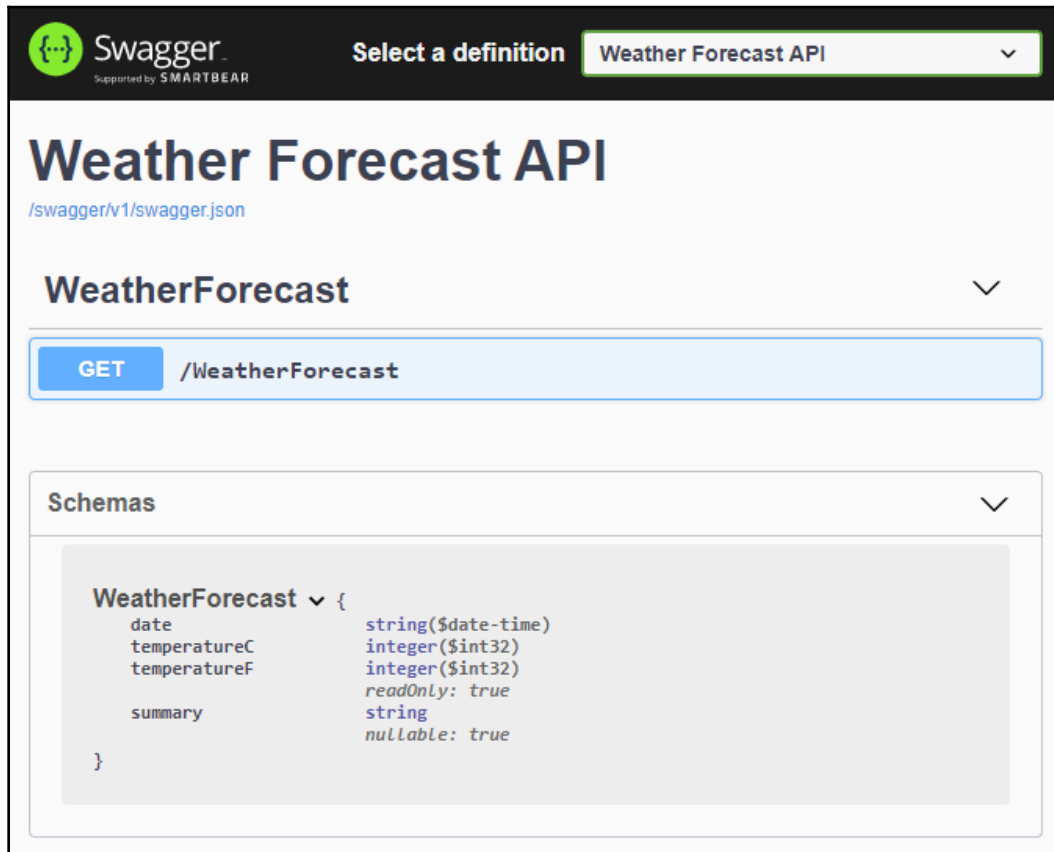 {···} Swagger™
Supported by SMARTBEAR
Select a definition
Weather Forecast API
Weather Forecast API
/swagger/v1/swagger.json
WeatherForecast
GET /WeatherForecast
Schemas
WeatherForecast {
date string($date-time)
temperatureC integer($int32)
temperatureF integer($int32)
readOnly: true
summary string
nullable: true
}